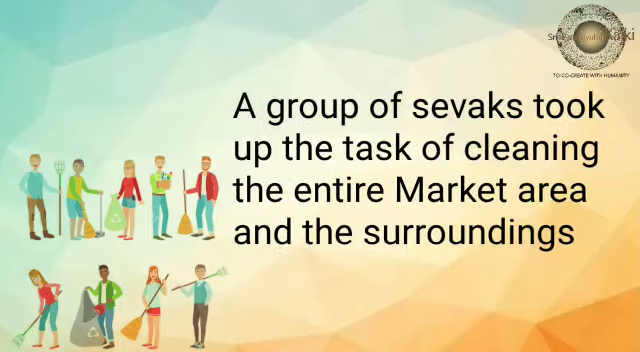 TO-CO-CREATE WITH HUMANITY
A group of sevaks took
up the task of cleaning
the entire Market area
and the surroundings